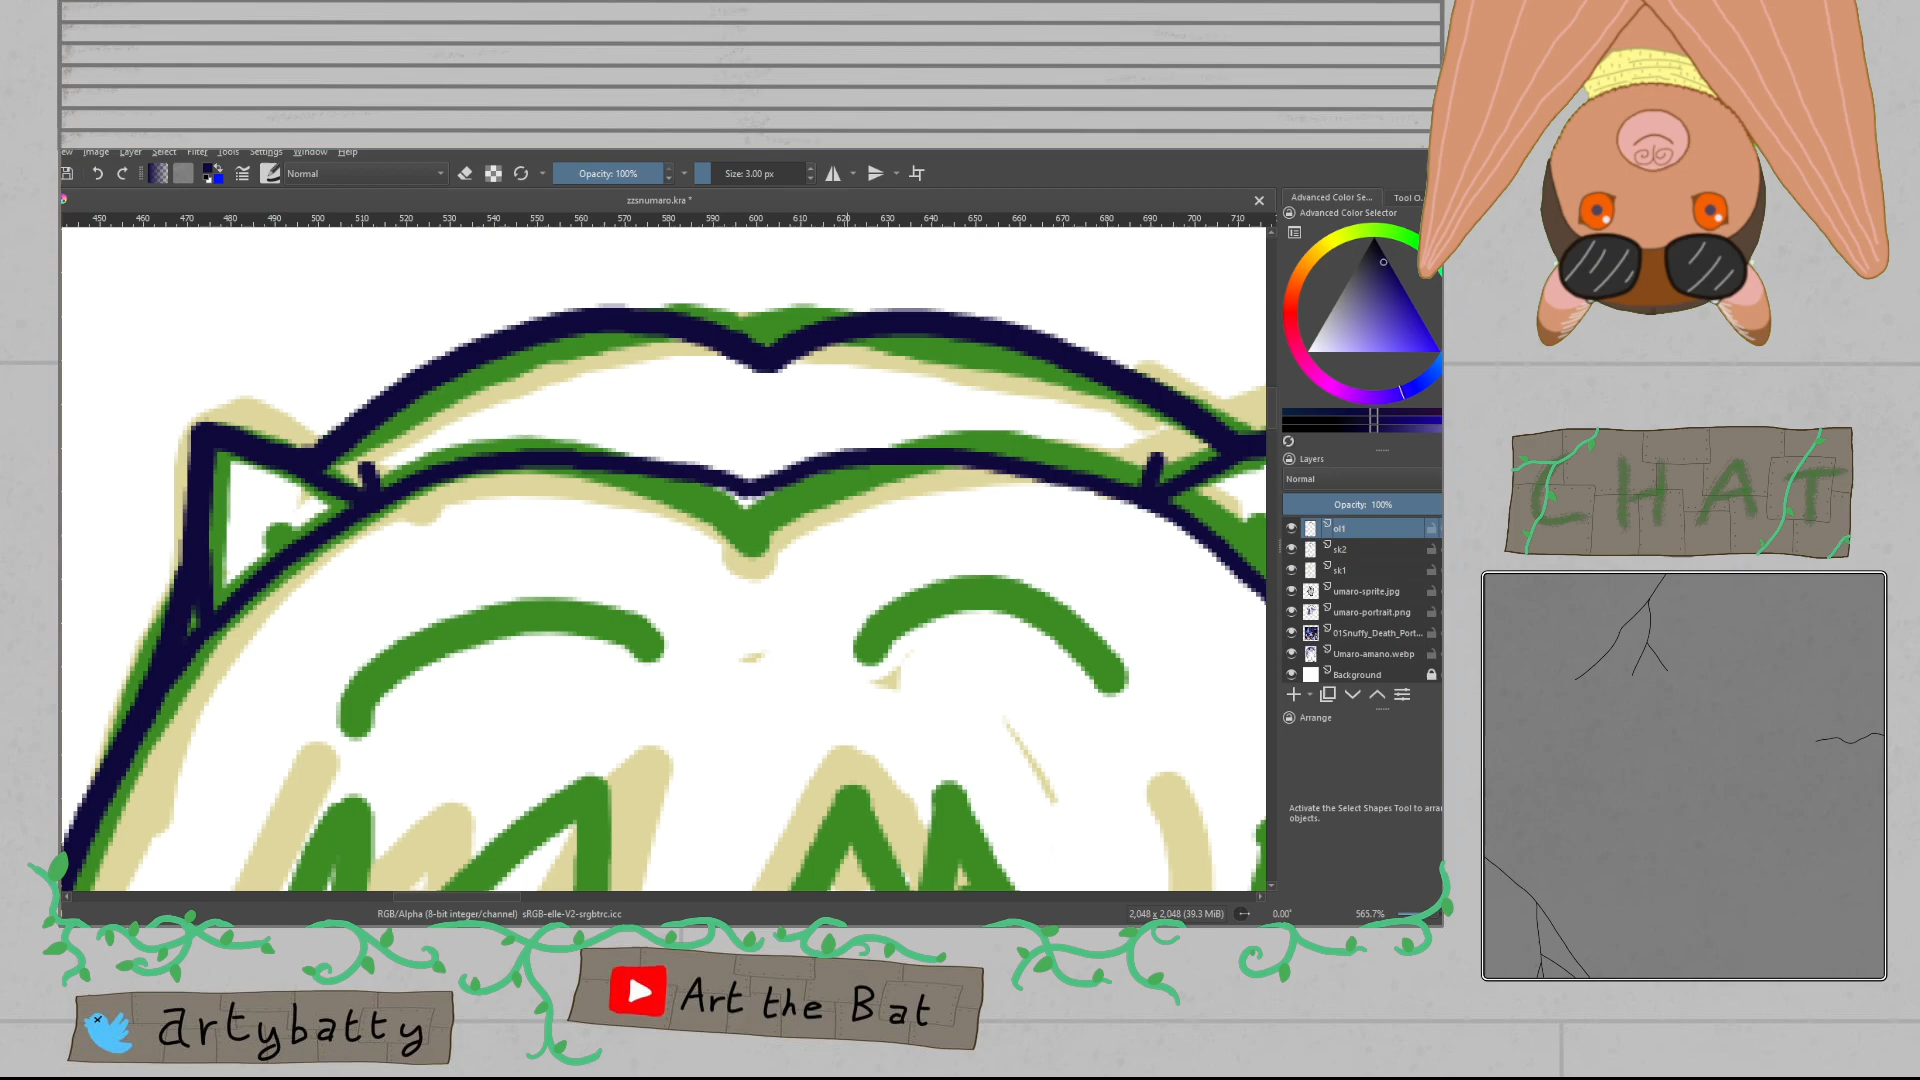 ew Image Layer Select Filter Tools Settings Window Help
Normal
Opacity: 100%
Size: 3.00 px
zzsnumaro.kra *
450 460 470 480 490 500 510 520 530 540 550 560 570 580 590 600 610 620 630 640 650 660 670 680 690 700 710
Advanced Color Se...
Tool O...
Advanced Color Selector
Layers
Normal
Opacity: 100%
ol1
sk2
sk1
umaro-sprite.jpg
umaro-portrait.png
01Snuffy_Death_Port...
Umaro-amano.webp
Background
Arrange
Activate the Select Shapes Tool to arra
objects.
RGB/Alpha (8-bit integer/channel) sRGB-elle-V2-srgbtrc.icc
2,048 x 2,048 (39.3 MiB)
0.00°
565.7%
CHAT
artybatty
Art the Bat